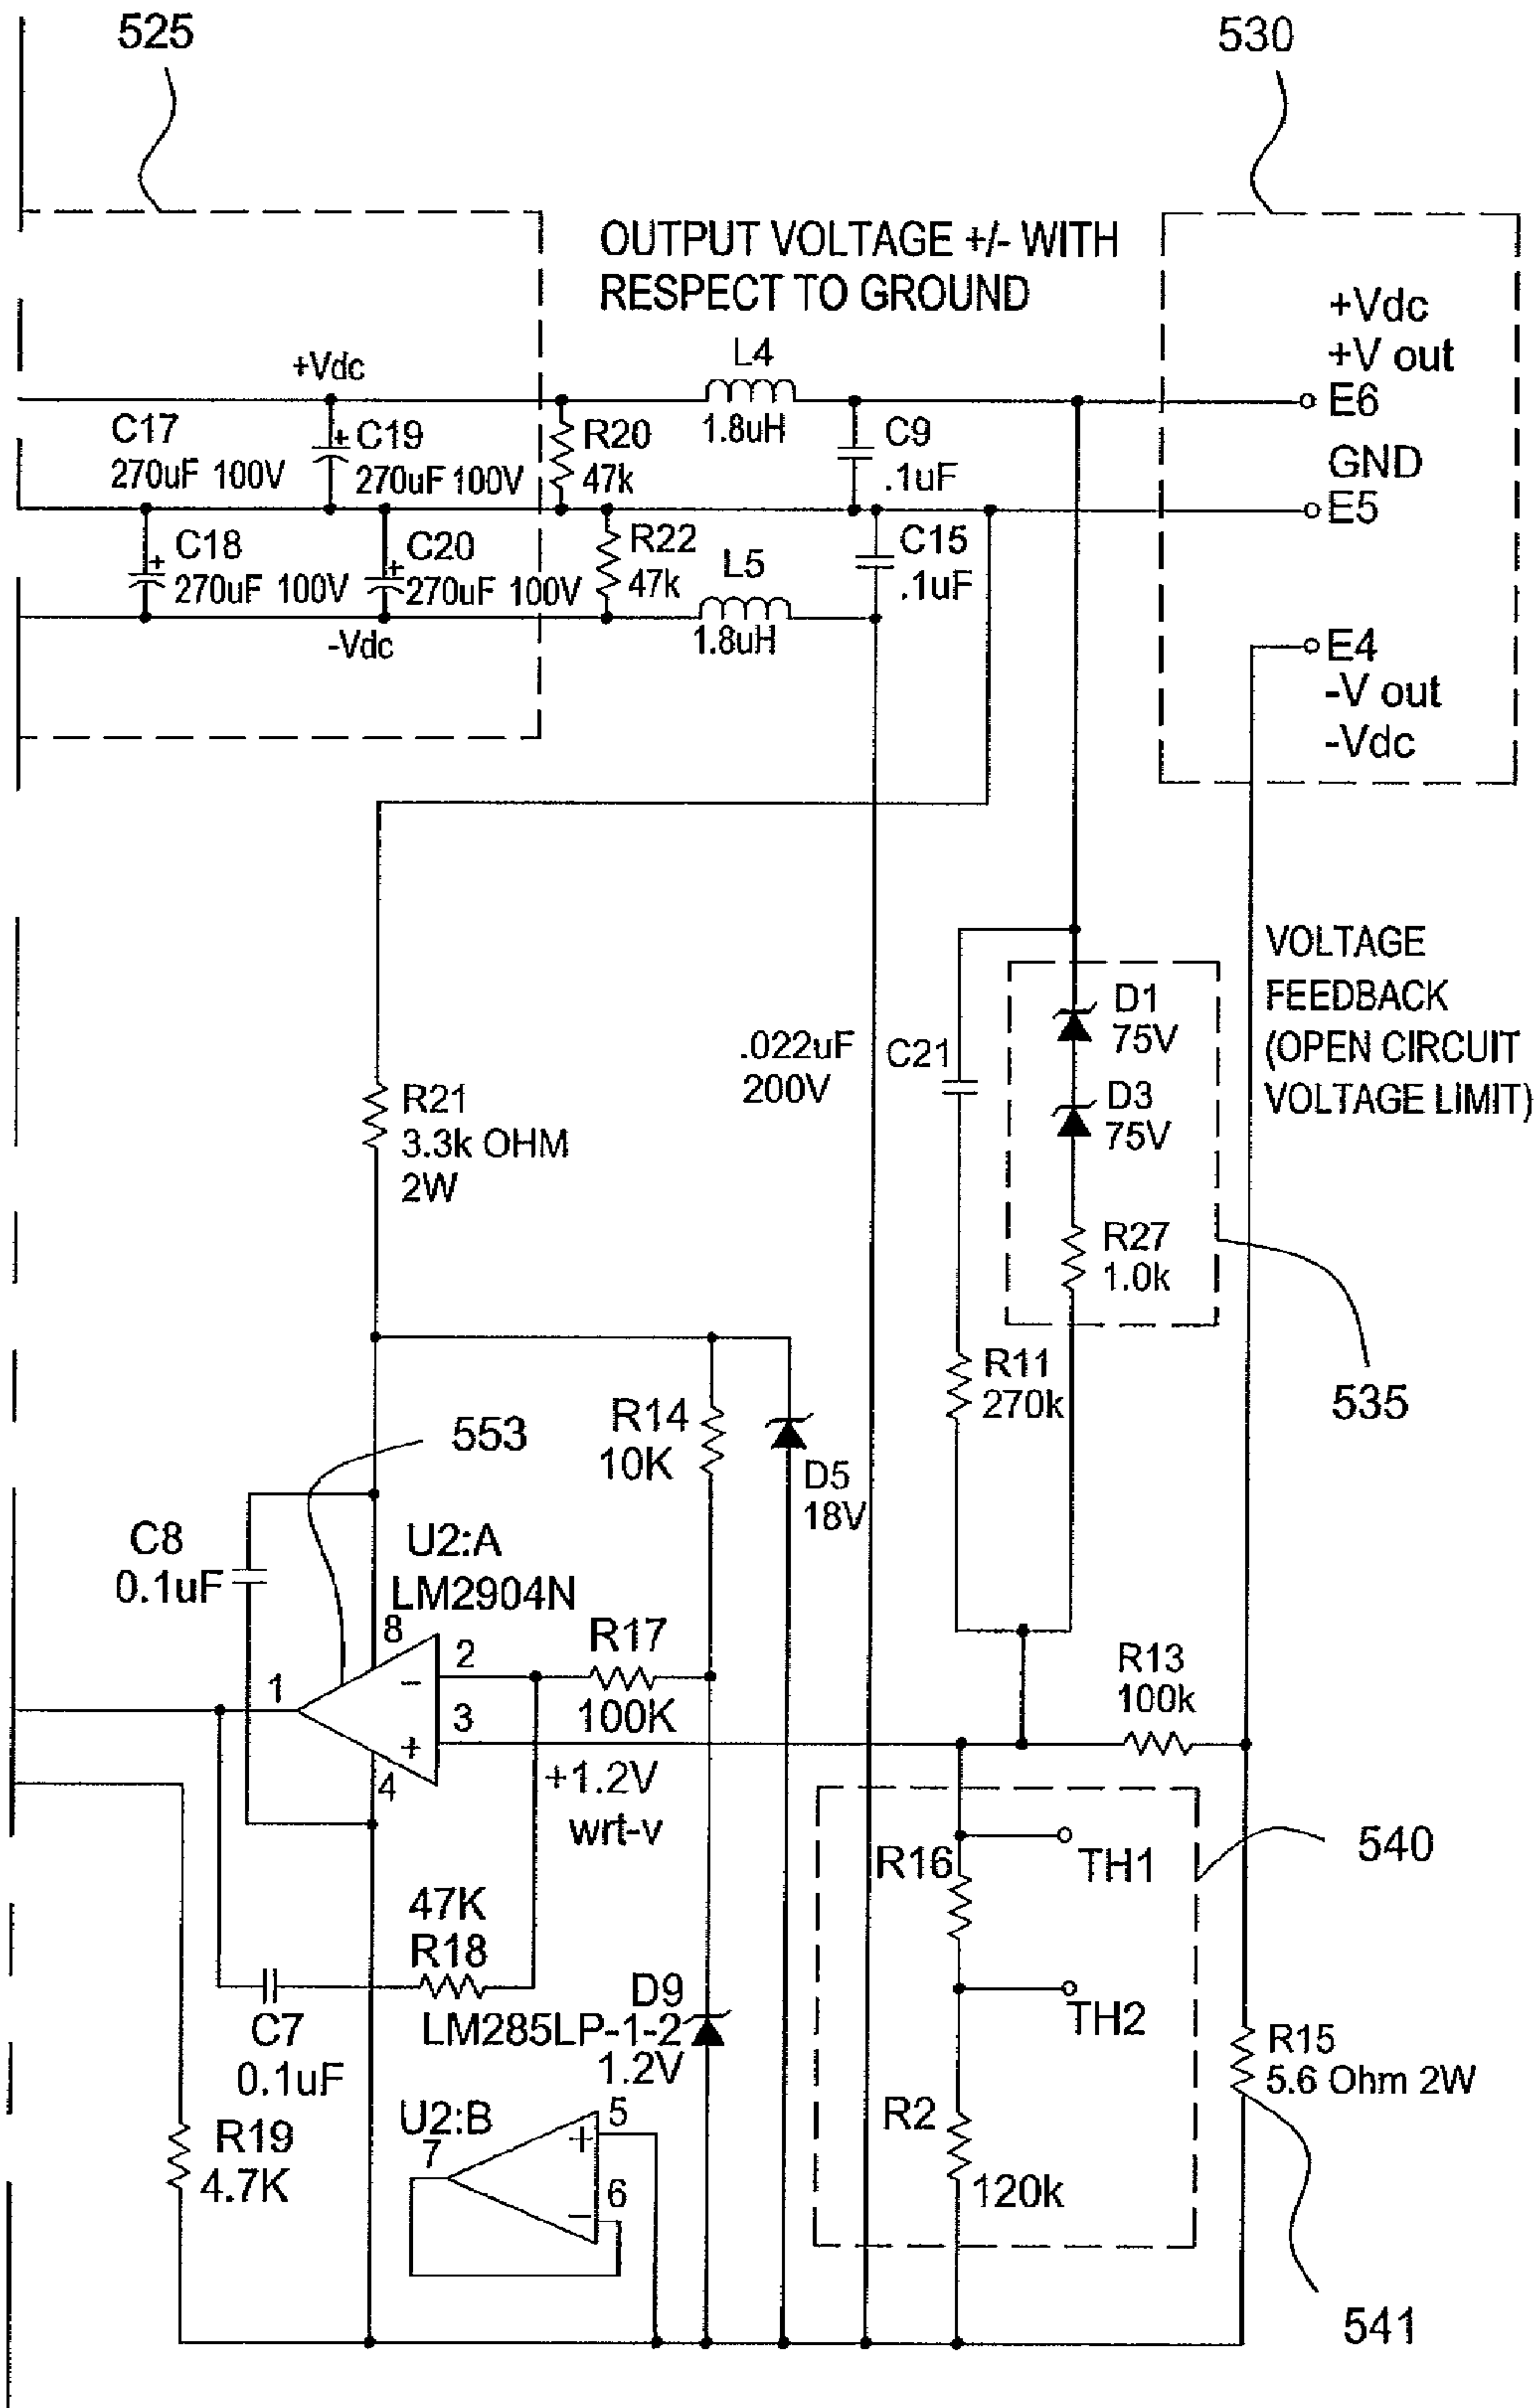 525
530
OUTPUT VOLTAGE +/- WITH
RESPECT TO GROUND
+Vdc
+V out
E6
GND
E5
E4
-V out
-Vdc
+Vdc
L4
1.8uH
C17
270uF 100V
+
C19
270uF 100V
R20
47k
C9
.1uF
+
C18
270uF 100V
+
C20
270uF 100V
R22
47k
L5
1.8uH
C15
.1uF
-Vdc
VOLTAGE
FEEDBACK
(OPEN CIRCUIT
VOLTAGE LIMIT)
D1
75V
D3
75V
.022uF
200V
C21
R21
3.3k OHM
2W
R27
1.0k
R11
270k
535
553
R14
10K
D5
18V
C8
0.1uF
U2:A
LM2904N
8
2
-
1
3
+
4
R17
100K
R13
100k
+1.2V
wrt-v
540
R16
TH1
47K
R18
TH2
C7
0.1uF
D9
LM285LP-1-2
1.2V
R15
5.6 Ohm 2W
U2:B
5
+
7
6
-
R2
120k
R19
4.7K
541